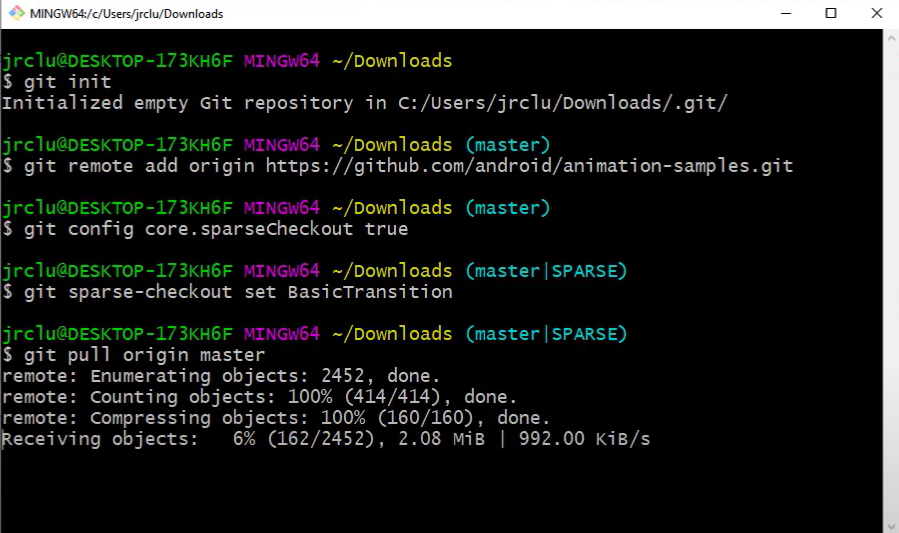 MINGW64:/c/Users/jrclu/Downloads
jrclu@DESKTOP-173KH6F MINGW64 ~/Downloads
$ git init
Initialized empty Git repository in C:/Users/jrclu/Downloads/.git/
jrclu@DESKTOP-173KH6F MINGW64 ~/Downloads (master)
$ git remote add origin https://github.com/android/animation-samples.git
jrclu@DESKTOP-173KH6F MINGW64 ~/Downloads (master)
$ git config core.sparseCheckout true
jrclu@DESKTOP-173KH6F MINGW64 ~/Downloads (master|SPARSE)
$ git sparse-checkout set BasicTransition
jrclu@DESKTOP-173KH6F MINGW64 ~/Downloads (master|SPARSE)
$ git pull origin master
remote: Enumerating objects: 2452, done.
remote: Counting objects: 100% (414/414), done.
remote: Compressing objects: 100% (160/160), done.
Receiving objects:   6% (162/2452), 2.08 MiB | 992.00 KiB/s